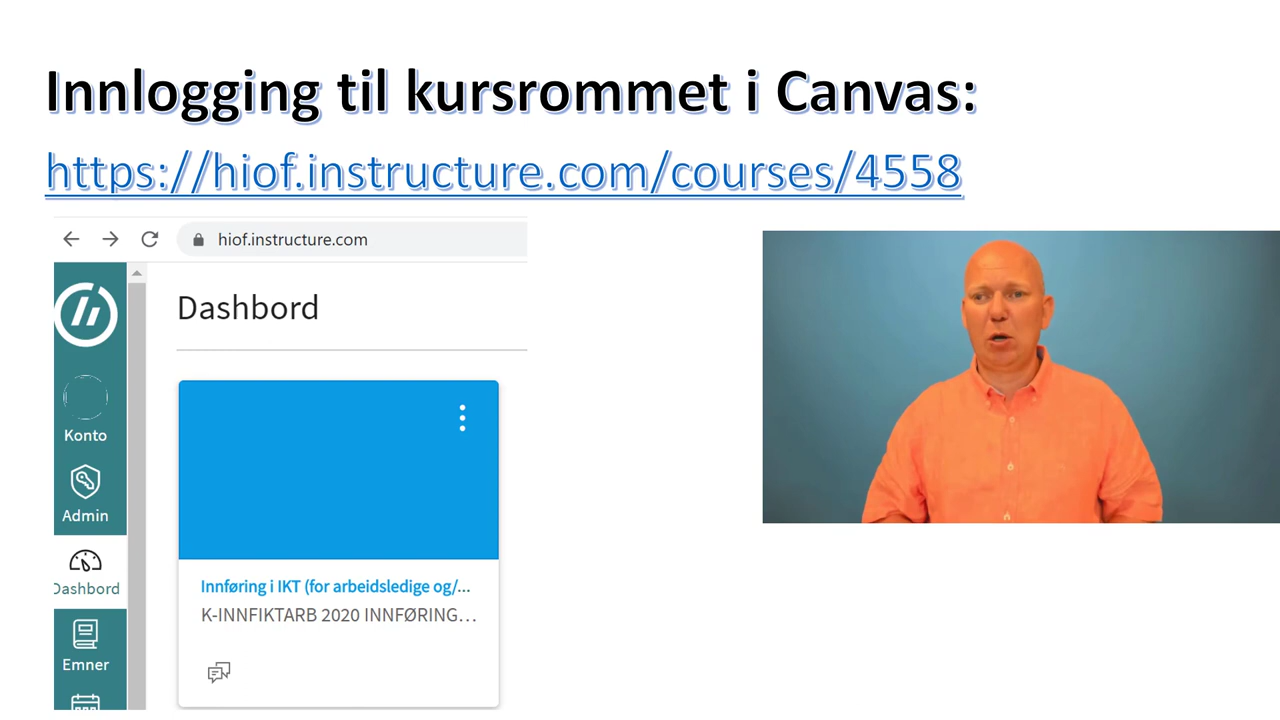 Innlogging til kursrommet i Canvas:
https://hiof.instructure.com/courses/4558
hiof.instructure.com
Dashbord
Konto
Admin
Dashbord
Emner
Innføring i IKT (for arbeidsledige og/...
K-INNFIKTARB 2020 INNFØRING...